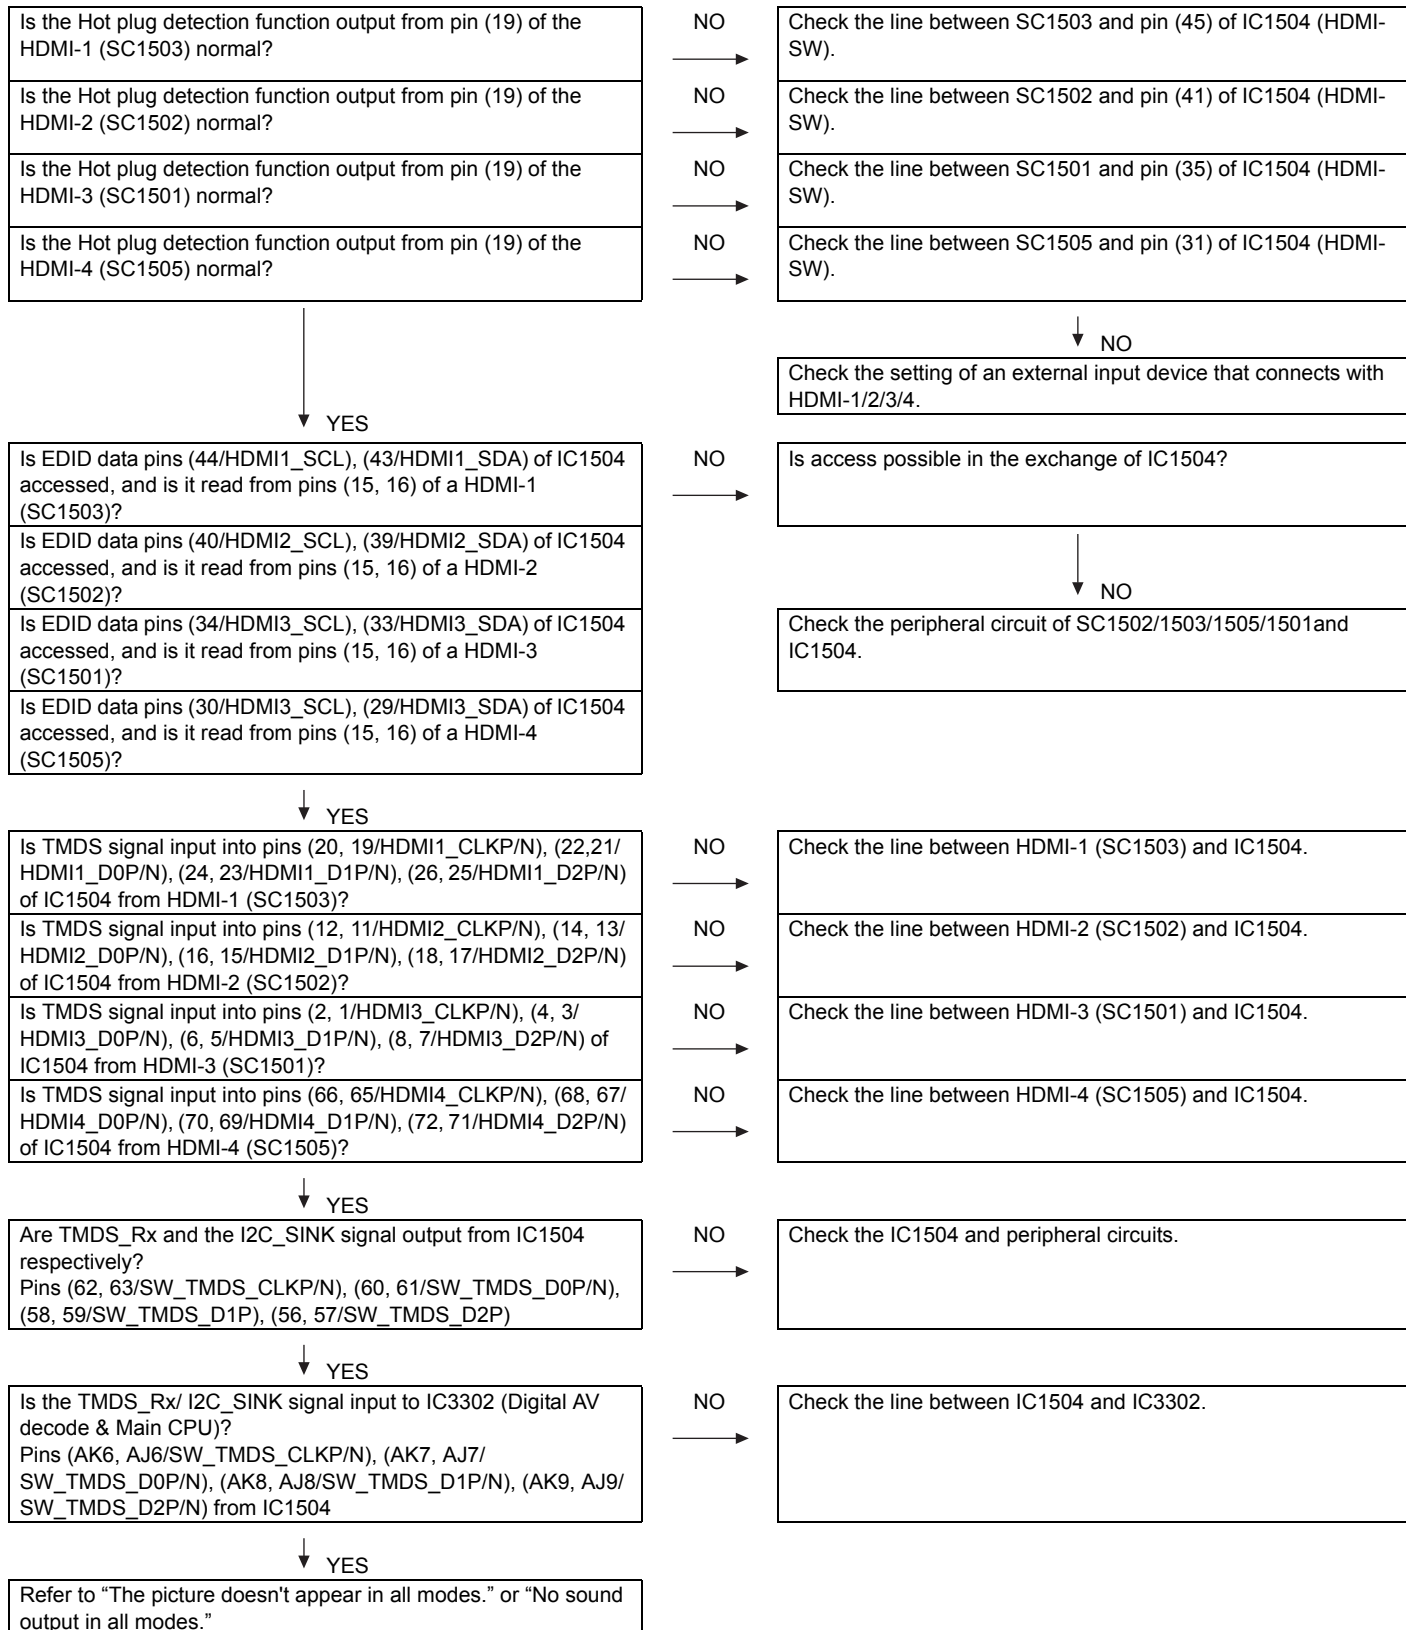 Is the Hot plug detection function output from pin (19) of the
HDMI-1 (SC1503) normal?
NO
Check the line between SC1503 and pin (45) of IC1504 (HDMI-
SW).
Is the Hot plug detection function output from pin (19) of the
HDMI-2 (SC1502) normal?
NO
Check the line between SC1502 and pin (41) of IC1504 (HDMI-
SW).
Is the Hot plug detection function output from pin (19) of the
HDMI-3 (SC1501) normal?
NO
Check the line between SC1501 and pin (35) of IC1504 (HDMI-
SW).
Is the Hot plug detection function output from pin (19) of the
HDMI-4 (SC1505) normal?
NO
Check the line between SC1505 and pin (31) of IC1504 (HDMI-
SW).
NO
Check the setting of an external input device that connects with
HDMI-1/2/3/4.
YES
Is EDID data pins (44/HDMI1_SCL), (43/HDMI1_SDA) of IC1504
accessed, and is it read from pins (15, 16) of a HDMI-1
(SC1503)?
NO
Is access possible in the exchange of IC1504?
Is EDID data pins (40/HDMI2_SCL), (39/HDMI2_SDA) of IC1504
accessed, and is it read from pins (15, 16) of a HDMI-2
(SC1502)?
NO
Is EDID data pins (34/HDMI3_SCL), (33/HDMI3_SDA) of IC1504
accessed, and is it read from pins (15, 16) of a HDMI-3
(SC1501)?
Check the peripheral circuit of SC1502/1503/1505/1501and
IC1504.
Is EDID data pins (30/HDMI3_SCL), (29/HDMI3_SDA) of IC1504
accessed, and is it read from pins (15, 16) of a HDMI-4
(SC1505)?
YES
Is TMDS signal input into pins (20, 19/HDMI1_CLKP/N), (22,21/
HDMI1_D0P/N), (24, 23/HDMI1_D1P/N), (26, 25/HDMI1_D2P/N)
of IC1504 from HDMI-1 (SC1503)?
NO
Check the line between HDMI-1 (SC1503) and IC1504.
Is TMDS signal input into pins (12, 11/HDMI2_CLKP/N), (14, 13/
HDMI2_D0P/N), (16, 15/HDMI2_D1P/N), (18, 17/HDMI2_D2P/N)
of IC1504 from HDMI-2 (SC1502)?
NO
Check the line between HDMI-2 (SC1502) and IC1504.
Is TMDS signal input into pins (2, 1/HDMI3_CLKP/N), (4, 3/
HDMI3_D0P/N), (6, 5/HDMI3_D1P/N), (8, 7/HDMI3_D2P/N) of
IC1504 from HDMI-3 (SC1501)?
NO
Check the line between HDMI-3 (SC1501) and IC1504.
Is TMDS signal input into pins (66, 65/HDMI4_CLKP/N), (68, 67/
HDMI4_D0P/N), (70, 69/HDMI4_D1P/N), (72, 71/HDMI4_D2P/N)
of IC1504 from HDMI-4 (SC1505)?
NO
Check the line between HDMI-4 (SC1505) and IC1504.
YES
Are TMDS_Rx and the I2C_SINK signal output from IC1504
respectively?
Pins (62, 63/SW_TMDS_CLKP/N), (60, 61/SW_TMDS_D0P/N),
(58, 59/SW_TMDS_D1P), (56, 57/SW_TMDS_D2P)
NO
Check the IC1504 and peripheral circuits.
YES
Is the TMDS_Rx/ I2C_SINK signal input to IC3302 (Digital AV
decode & Main CPU)?
Pins (AK6, AJ6/SW_TMDS_CLKP/N), (AK7, AJ7/
SW_TMDS_D0P/N), (AK8, AJ8/SW_TMDS_D1P/N), (AK9, AJ9/
SW_TMDS_D2P/N) from IC1504
NO
Check the line between IC1504 and IC3302.
YES
Refer to “The picture doesn't appear in all modes.” or “No sound
output in all modes.”